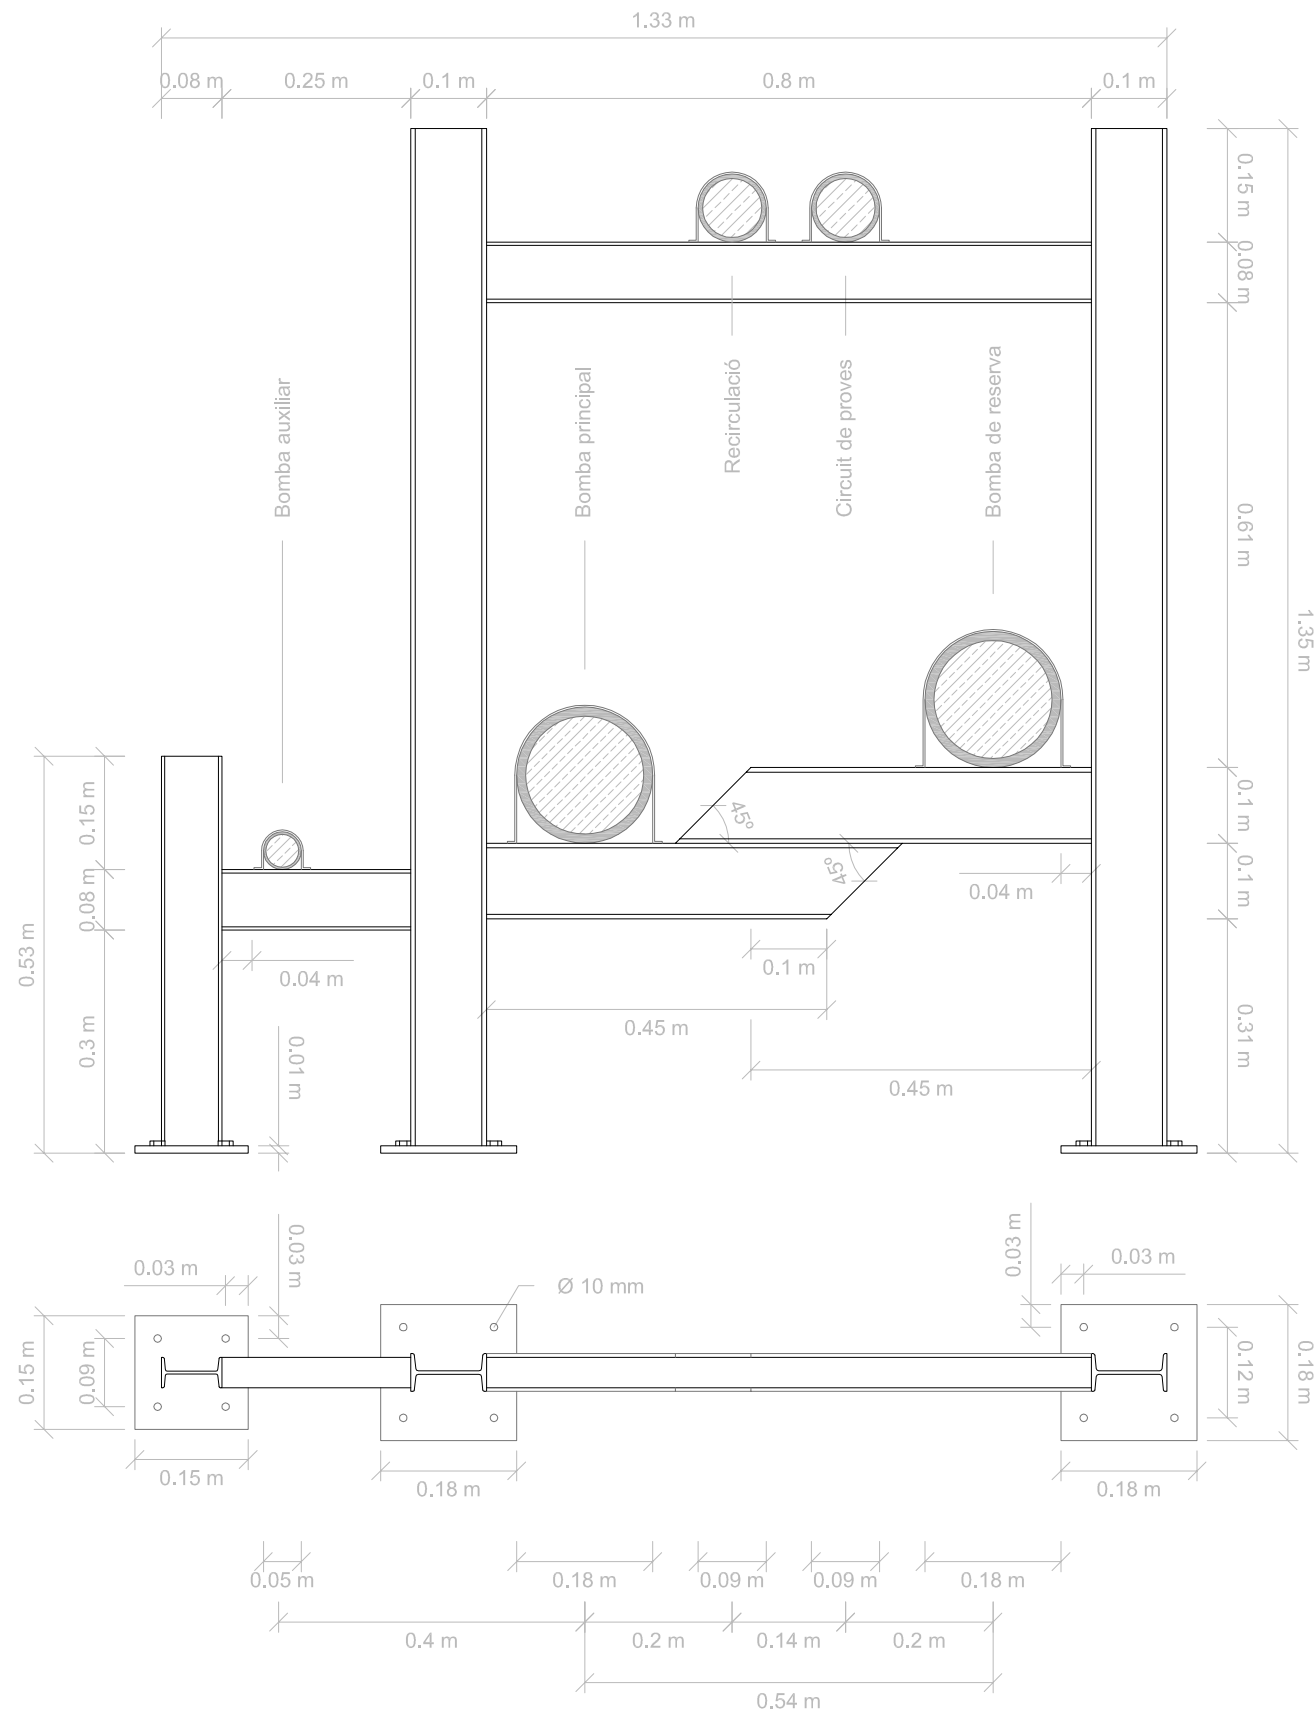 1.33 m
0.08 m
0.25 m
0.1 m
0.8 m
0.1 m
0.15 m
0.08 m
0.61 m
1.35 m
0.1 m
0.1 m
0.31 m
Bomba auxiliar
Bomba principal
Recirculació
Circuit de proves
Bomba de reserva
45º
45º
0.53 m
0.15 m
0.08 m
0.3 m
0.04 m
0.04 m
0.1 m
0.45 m
0.45 m
0.01 m
0.03 m
0.03 m
Ø 10 mm
0.03 m
0.03 m
0.15 m
0.09 m
0.12 m
0.18 m
0.15 m
0.18 m
0.18 m
0.05 m
0.18 m
0.09 m
0.09 m
0.18 m
0.4 m
0.2 m
0.14 m
0.2 m
0.54 m